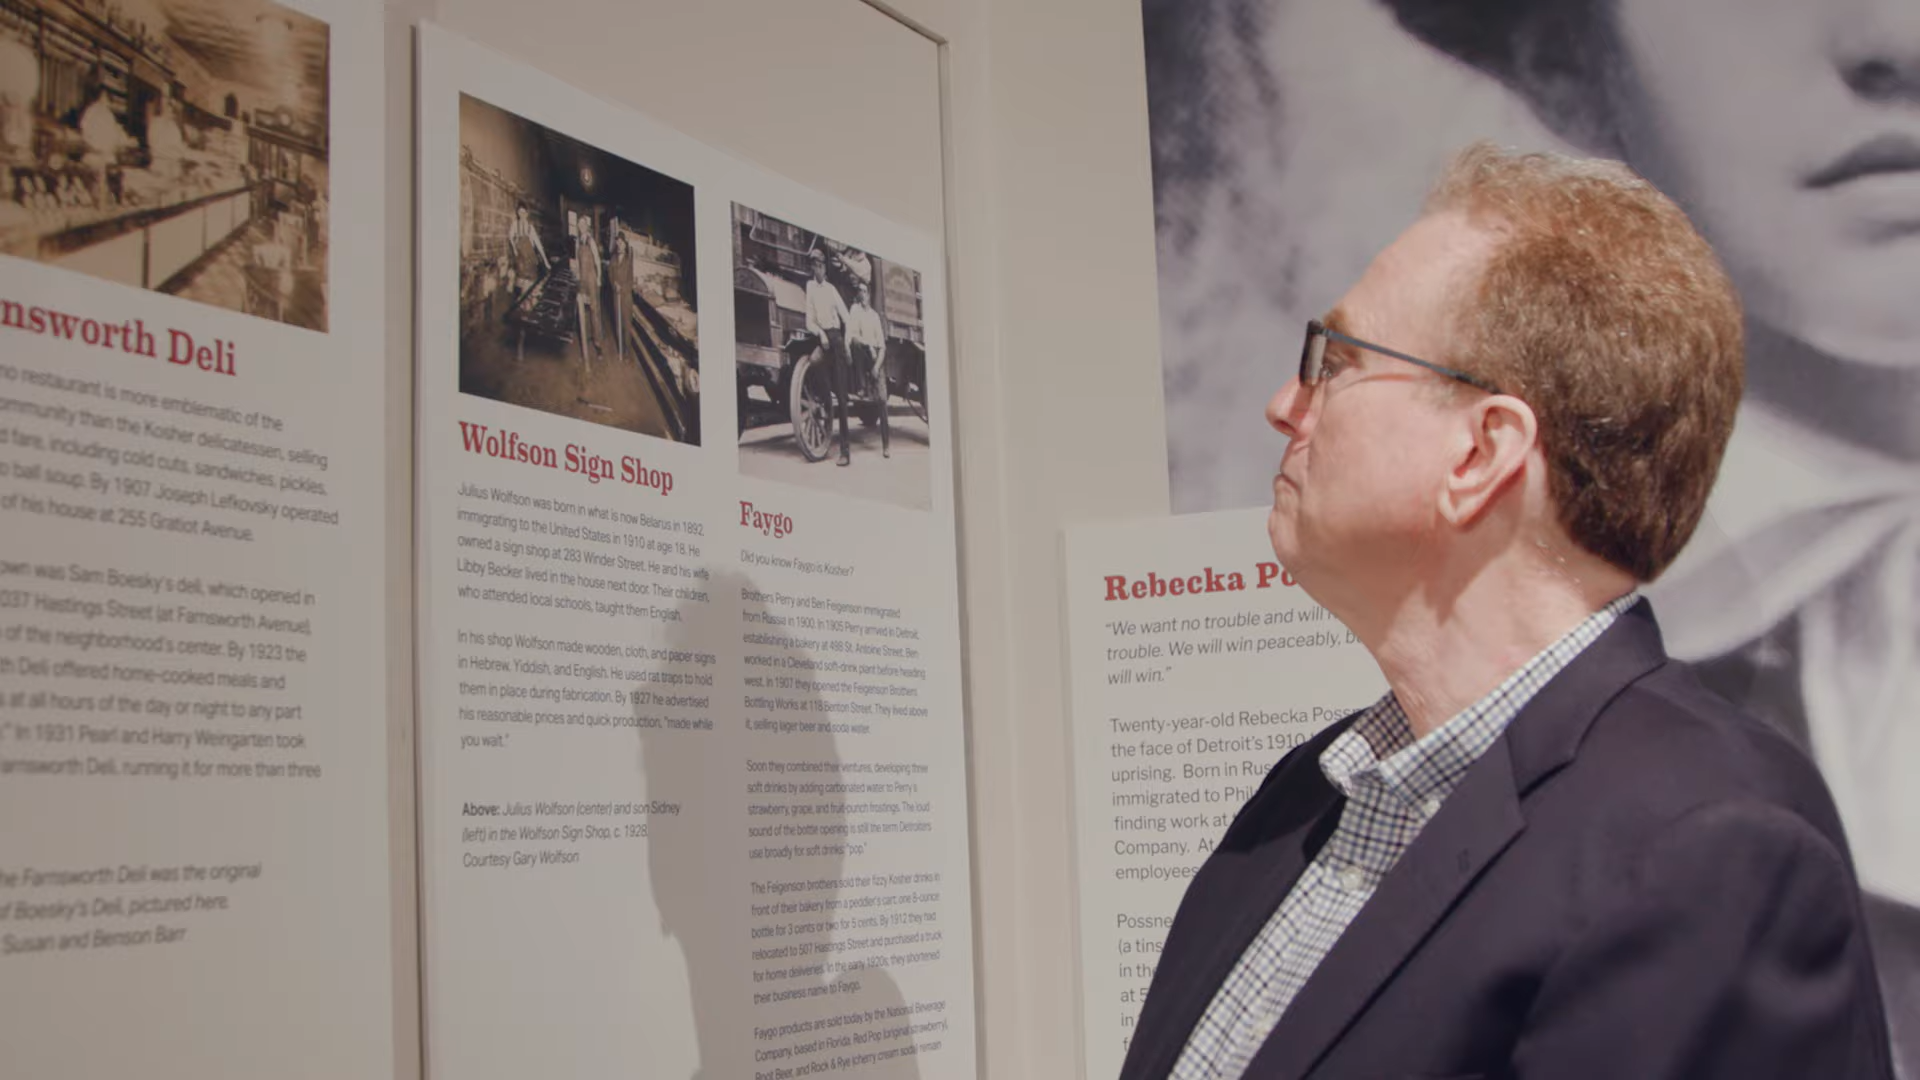 nsworth Deli
no restaurant is more emblematic of the
ommunity than the Kosher delicatessen, selling
d fare, including cold cuts, sandwiches, pickles,
o ball soup. By 1907 Joseph Lefkovsky operated
of his house at 255 Gratiot Avenue.
own was Sam Boesky's deli, which opened in
037 Hastings Street (at Farnsworth Avenue),
of the neighborhood's center. By 1923 the
th Deli offered home-cooked meals and
s at all hours of the day or night to any part
." In 1931 Pearl and Harry Weingarten took
arnsworth Deli, running it for more than three
he Farnsworth Deli was the original
of Boesky's Deli, pictured here.
Susan and Benson Barr
Wolfson Sign Shop
Julius Wolfson was born in what is now Belarus in 1892,
immigrating to the United States in 1910 at age 18. He
owned a sign shop at 283 Winder Street. He and his wife
Libby Becker lived in the house next door. Their children,
who attended local schools, taught them English.
In his shop Wolfson made wooden, cloth, and paper signs
in Hebrew, Yiddish, and English. He used rat traps to hold
them in place during fabrication. By 1927 he advertised
his reasonable prices and quick production, "made while
you wait."
Above: Julius Wolfson (center) and son Sidney
(left) in the Wolfson Sign Shop, c. 1928.
Courtesy Gary Wolfson
Faygo
Did you know Faygo is Kosher?
Brothers Perry and Ben Feigenson immigrated
from Russia in 1900. In 1905 Perry arrived in Detroit,
establishing a bakery at 498 St. Antoine Street. Ben
worked in a Cleveland soft-drink plant before heading
west. In 1907 they opened the Feigenson Brothers
Bottling Works at 118 Benton Street. They lived above
it, selling lager beer and soda water.
Soon they combined their ventures, developing three
soft drinks by adding carbonated water to Perry's
strawberry, grape, and fruit-punch frostings. The loud
sound of the bottle opening is still the term Detroiters
use broadly for soft drinks: "pop."
The Feigenson brothers sold their fizzy Kosher drinks in
front of their bakery from a peddler's cart: one 8-ounce
bottle for 3 cents or two for 5 cents. By 1912 they had
relocated to 507 Hastings Street and purchased a truck
for home deliveries. In the early 1920s, they shortened
their business name to Faygo.
Faygo products are sold today by the National Beverage
Company, based in Florida. Red Pop (original strawberry),
Root Beer, and Rock & Rye (cherry cream soda) remain
Rebecka Po
"We want no trouble and will
trouble. We will win peaceably, b
will win."
Twenty-year-old Rebecka Possn
the face of Detroit's 1910
uprising. Born in Rus
immigrated to Phil
finding work at
Company. At
employees
Possne
(a tins
in the
at 5
in
f